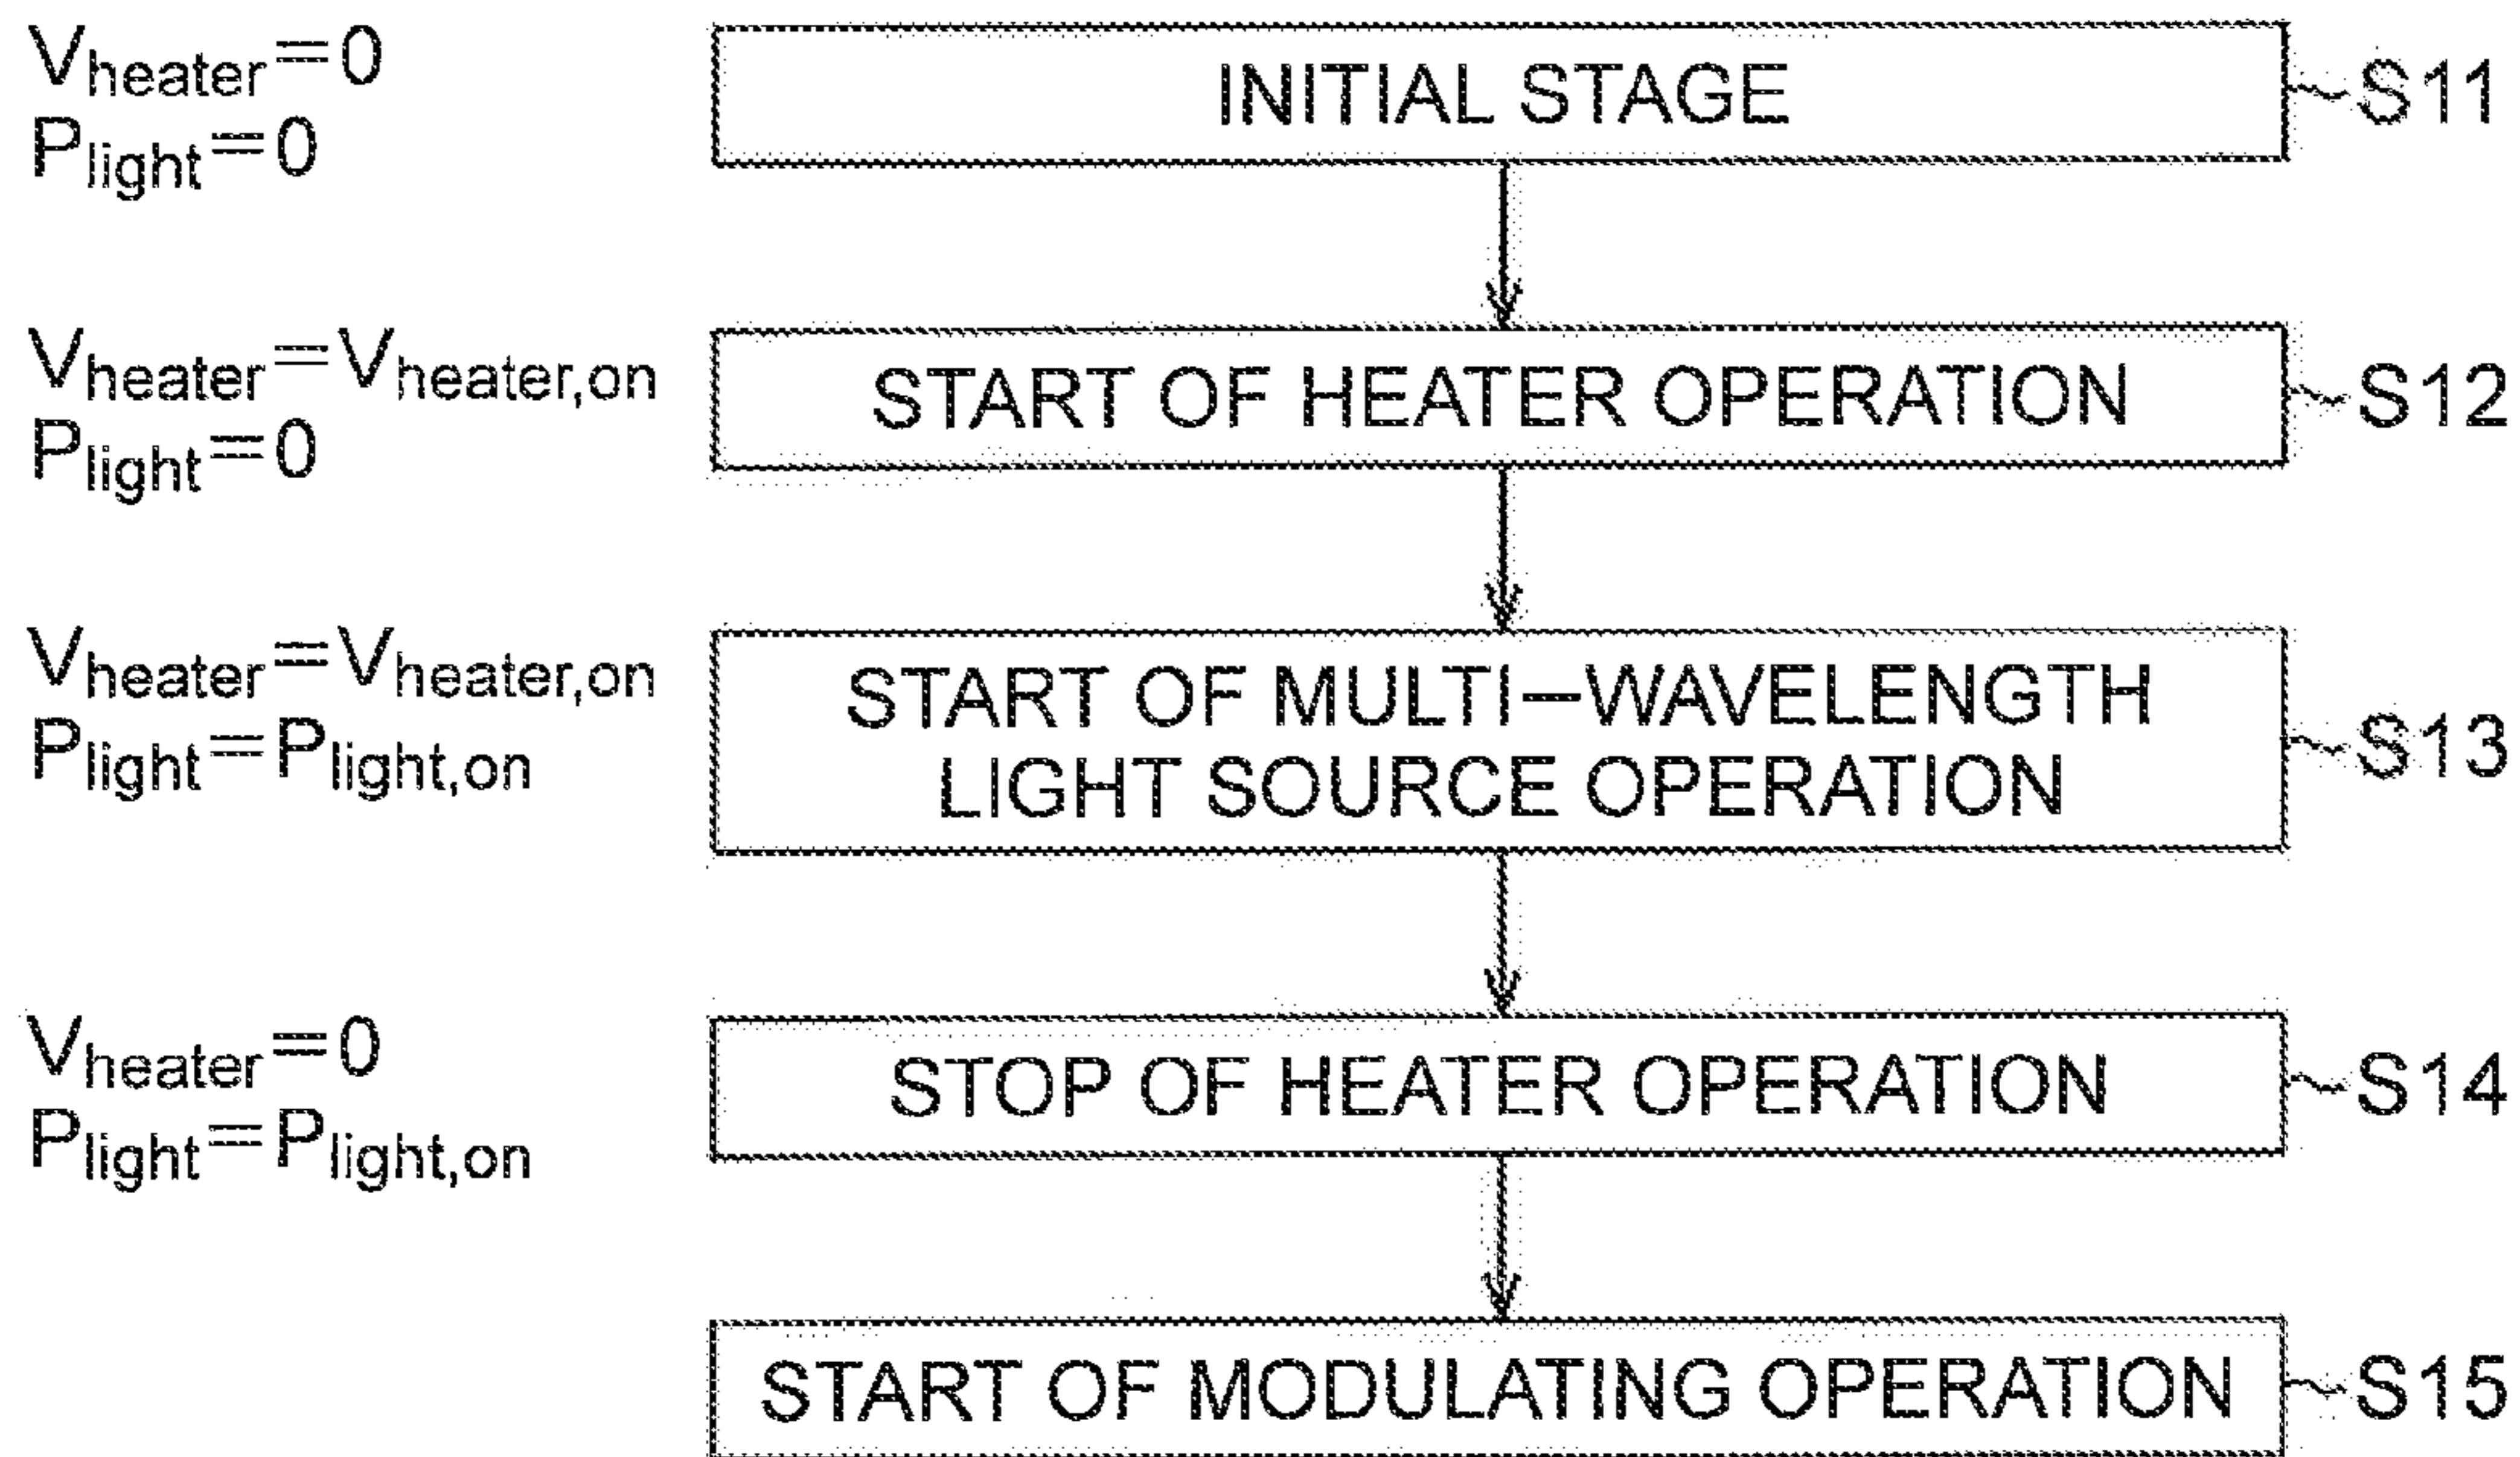 Vheater=0
Plight=0
INITIAL STAGE
S11
Vheater=Vheater,on
Plight=0
START OF HEATER OPERATION
S12
Vheater=Vheater,on
Plight=Plight,on
START OF MULTI-WAVELENGTH
LIGHT SOURCE OPERATION
S13
Vheater=0
Plight=Plight,on
STOP OF HEATER OPERATION
S14
START OF MODULATING OPERATION
S15